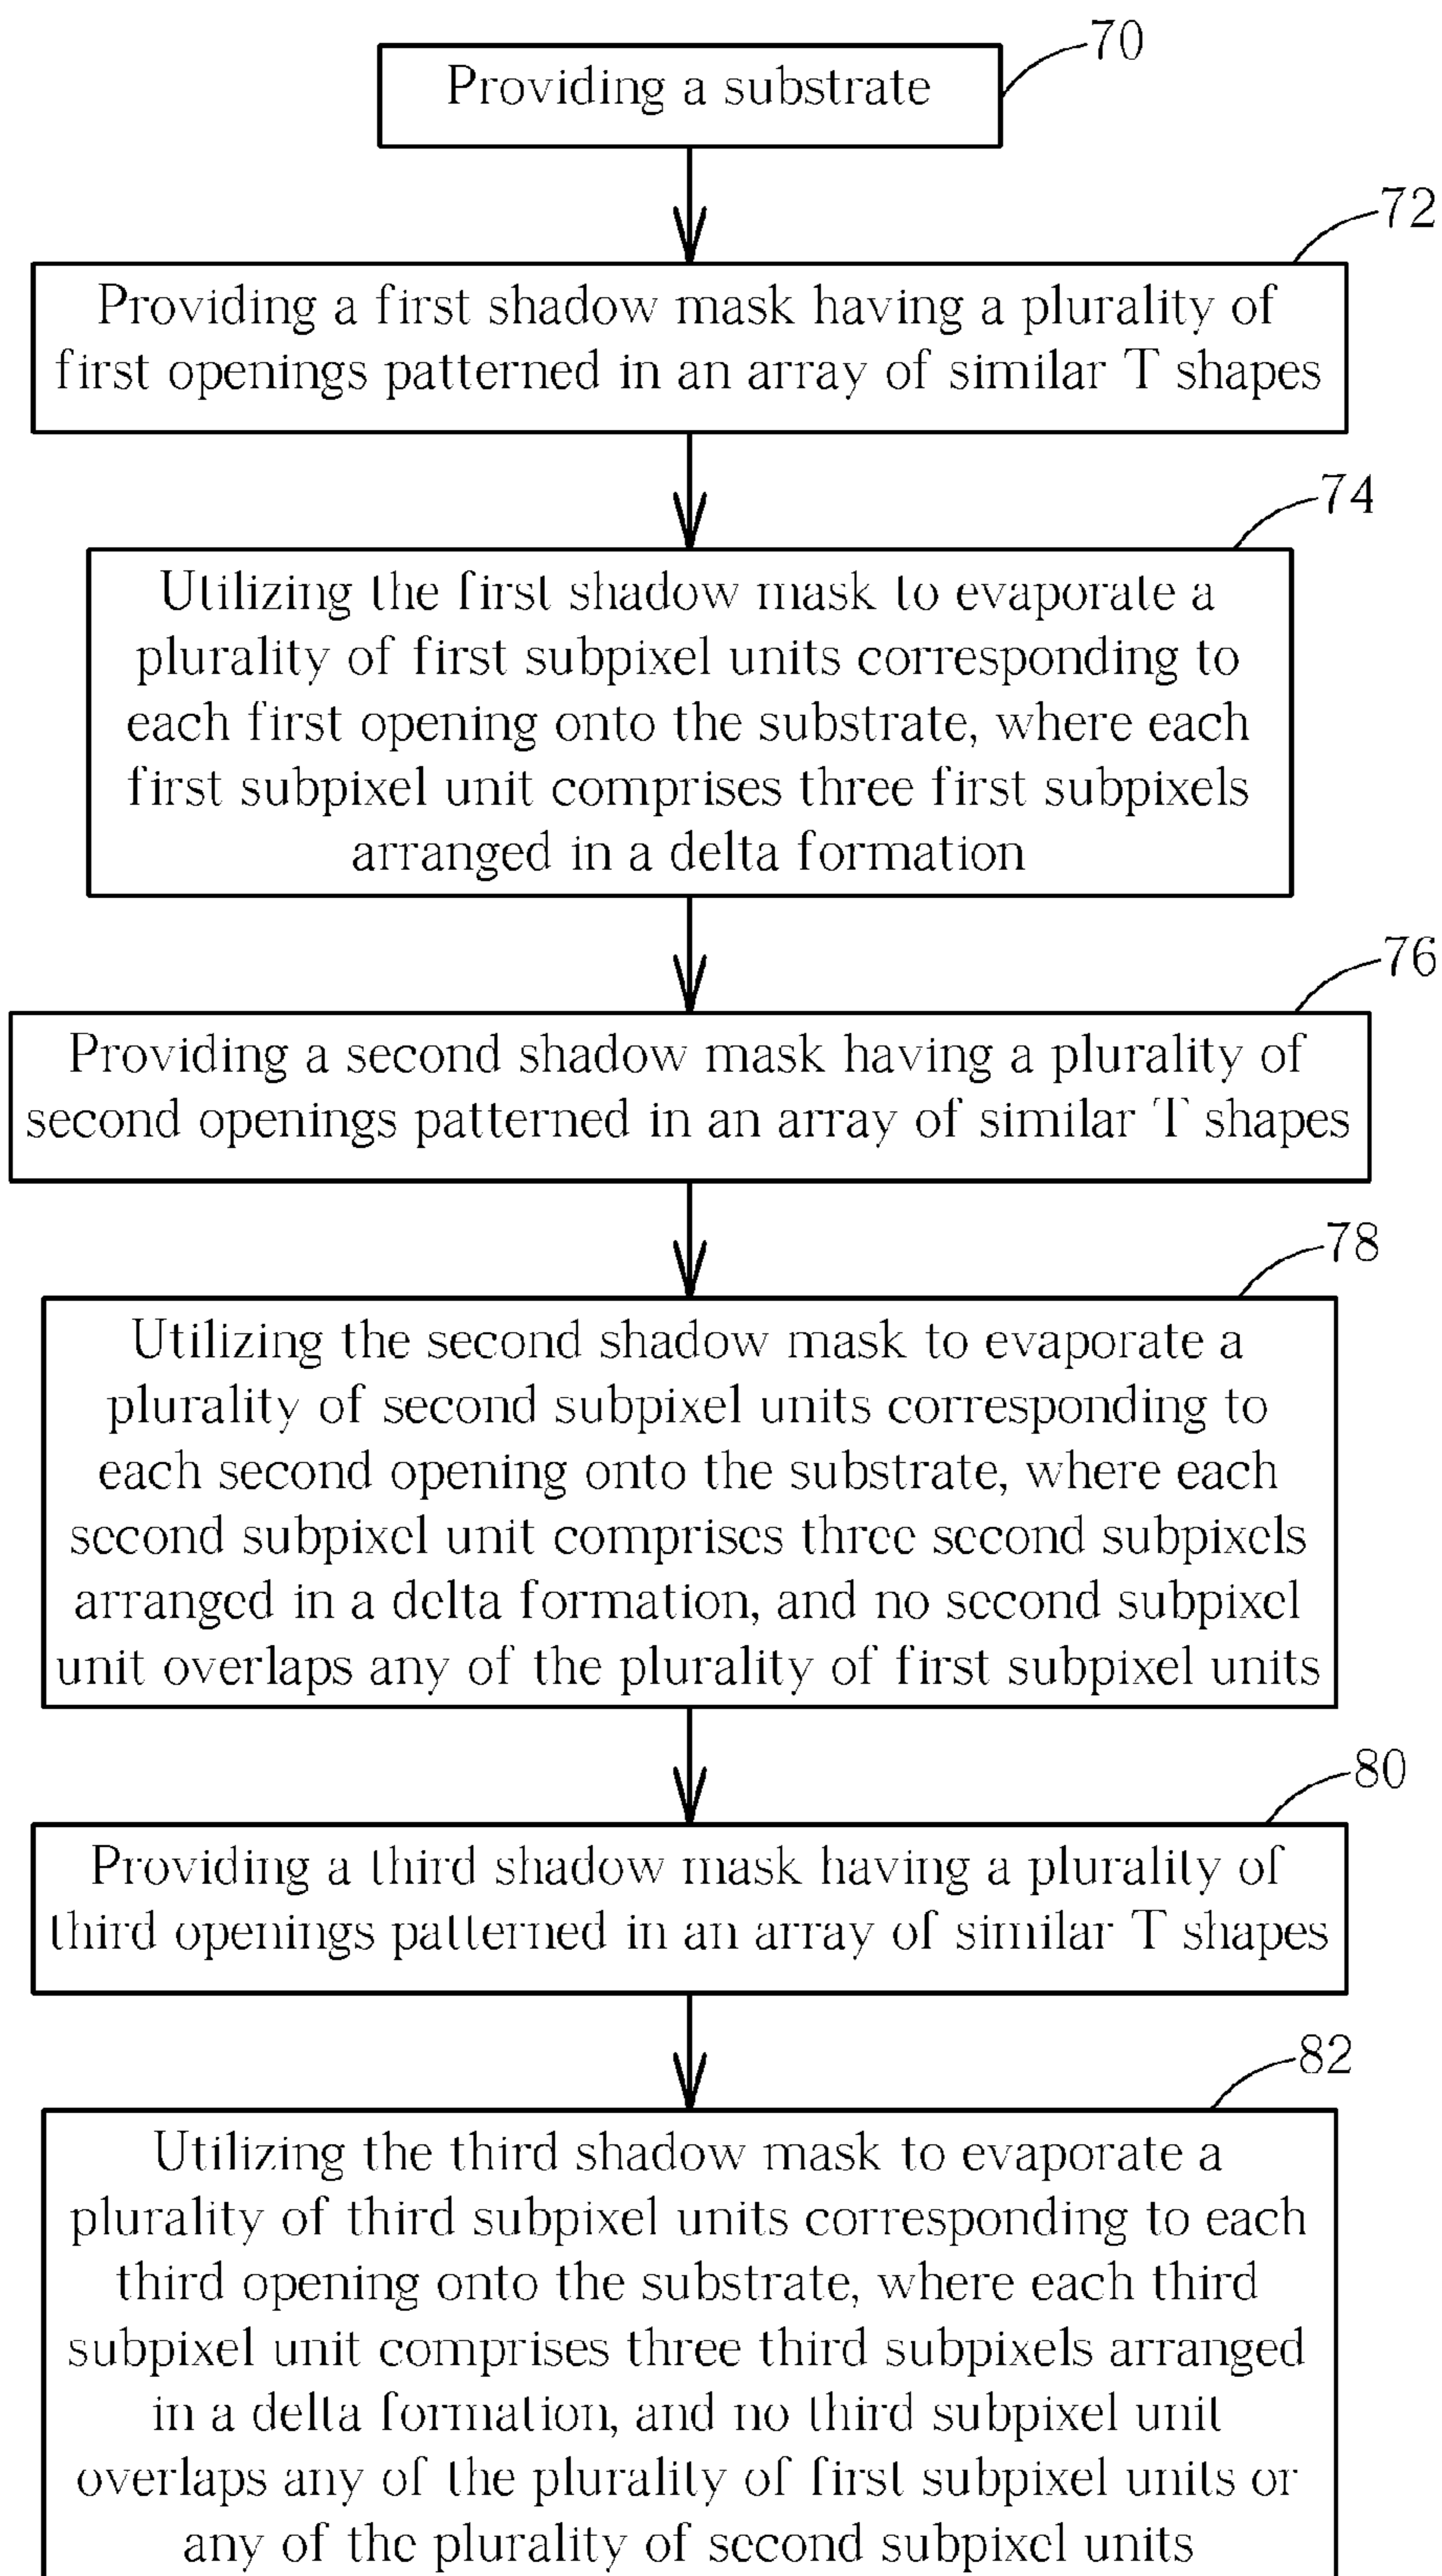 70
Providing a substrate
72
Providing a first shadow mask having a plurality of
first openings patterned in an array of similar T shapes
74
Utilizing the first shadow mask to evaporate a
plurality of first subpixel units corresponding to
each first opening onto the substrate, where each
first subpixel unit comprises three first subpixels
arranged in a delta formation
76
Providing a second shadow mask having a plurality of
second openings patterned in an array of similar T shapes
78
Utilizing the second shadow mask to evaporate a
plurality of second subpixel units corresponding to
each second opening onto the substrate, where each
second subpixel unit comprises three second subpixels
arranged in a delta formation, and no second subpixel
unit overlaps any of the plurality of first subpixel units
80
Providing a third shadow mask having a plurality of
third openings patterned in an array of similar T shapes
82
Utilizing the third shadow mask to evaporate a
plurality of third subpixel units corresponding to each
third opening onto the substrate, where each third
subpixel unit comprises three third subpixels arranged
in a delta formation, and no third subpixel unit
overlaps any of the plurality of first subpixel units or
any of the plurality of second subpixel units